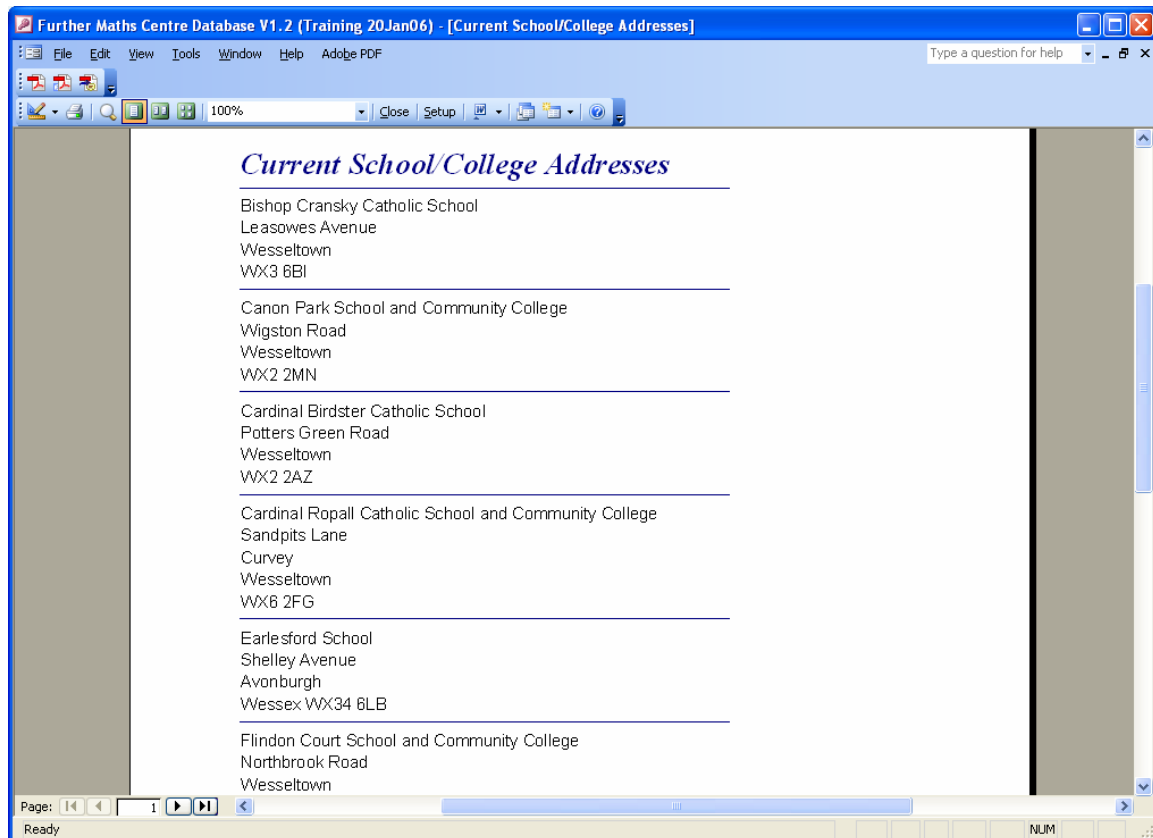 Further Maths Centre Database V1.2 (Training 20Jan06) - [Current School/College Addresses]
File Edit View Tools Window Help Adobe PDF Type a question for help
100% Close Setup
Current School/College Addresses
Bishop Cransky Catholic School
Leasowes Avenue
Wesseltown
WX3 6BI
Canon Park School and Community College
Wigston Road
Wesseltown
WX2 2MN
Cardinal Birdster Catholic School
Potters Green Road
Wesseltown
WX2 2AZ
Cardinal Ropall Catholic School and Community College
Sandpits Lane
Curvey
Wesseltown
WX6 2FG
Earlesford School
Shelley Avenue
Avonburgh
Wessex WX34 6LB
Flindon Court School and Community College
Northbrook Road
Wesseltown
Page: 1
Ready NUM